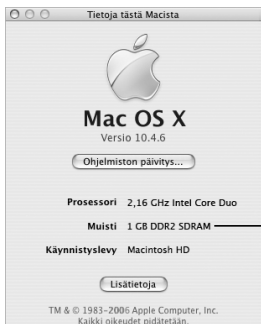 Tietoja tästä Macista
Mac OS X
Versio 10.4.6
Ohjelmiston päivitys...
Prosessori 2,16 GHz Intel Core Duo
Muisti 1 GB DDR2 SDRAM
Käynnistyslevy Macintosh HD
Lisätietoja
TM & © 1983–2006 Apple Computer, Inc.
Kaikki oikeudet pidätetään.